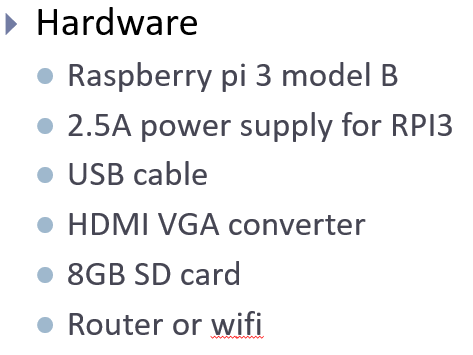 Hardware
Raspberry pi 3 model B
2.5A power supply for RPI3
USB cable
HDMI VGA converter
8GB SD card
Router or wifi